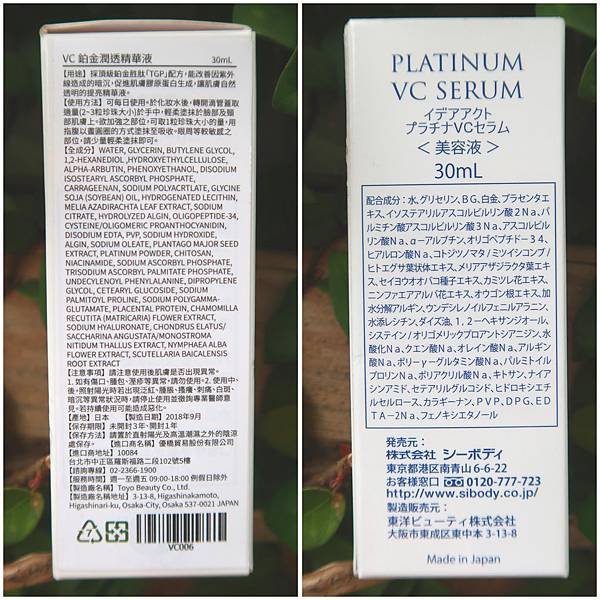 VC 鉑金潤透精華液 30mL
【用途】採頂級鉑金胜肽「TGP」配方,能改善因紫外
線造成的暗沉,促進肌膚膠原蛋白生成,讓肌膚感受
透明的提亮精華液。
【使用方法】可每日使用,於化妝水後,轉開滴管蓋取
適量(2~3粒珍珠大小)於手中,輕柔塗抹於臉部及頸
部肌膚上。欲加強之部位,可取1粒珍珠大小的量,用
指腹以畫圓圈的方式塗抹至吸收。眼周等較敏感之
部位,請少量輕柔塗抹即可。
【全成分】WATER, GLYCERIN, BUTYLENE GLYCOL,
1,2-HEXANEDIOL ,HYDROXYETHYLCELLULOSE,
ALPHA-ARBUTIN, PHENOXYETHANOL, DISODIUM
ISOSTEARYL ASCORBYL PHOSPHATE,
CARRAGEENAN, SODIUM POLYACYRTLATE, GLYCINE
SOJA (SOYBEAN) OIL, HYDROGENATED LECITHIN,
MELIA AZADIRACHTA LEAF EXTRACT, SODIUM
CITRATE, HYDROLYZED ALGIN, OLIGOPEPTIDE-34,
CYSTEINE/OLIGOMERIC PROANTHOCYANIDIN,
DISODIUM EDTA, PVP, SODIUM HYDROXIDE,
ALGIN, SODIUM OLEATE, PLANTAGO MAJOR SEED
EXTRACT, PLATINUM POWDER, CHITOSAN,
NIACINAMIDE, SODIUM ASCORBYL PHOSPHATE,
TRISODIUM ASCORBYL PALMITATE PHOSPHATE,
UNDECYLENOYL PHENYLALANINE, DIPROPYLENE
GLYCOL, CETEARYL GLUCOSIDE, SODIUM
PALMITOYL PROLINE, SODIUM POLYGAMMA-
GLUTAMATE, PLACENTAL PROTEIN, CHAMOMILLA
RECUTITA (MATRICARIA) FLOWER EXTRACT,
SODIUM HYALURONATE, CHONDRUS ELATUS/
SACCHARINA ANGUSTATA/MONOSTROMA
NITIDUM THALLUS EXTRACT, NYMPHAEA ALBA
FLOWER EXTRACT, SCUTELLARIA BAICALENSIS
ROOT EXTRACT
【注意事項】請注意使用後肌膚是否出現異常。
1. 如有傷口、腫包、溼疹等異常,請勿使用。2. 使用中、
後,照射陽光時若出現泛紅、腫脹、搔癢、刺痛、白斑、
暗沉等異常狀況時,請停止使用並徵詢專業醫師意
見。若持續使用可能造成惡化。
【產地】日本 【製造日期】2018年9月
【保存期限】未開封3年、開封1年
【保存方法】請置於直射陽光及高溫潮濕之外的陰涼
處保存。【進口商名稱】優機貿易股份有限公司
【進口商地址】10084
台北市中正區羅斯福路二段102號5樓
【諮詢專線】02-2366-1900
【服務時間】週一至週五 09:00-18:00 例假日除外
【製造廠名稱】Toyo Beauty Co., Ltd.
【製造廠地址】3-13-8, Higashinakamoto,
Higashinari-ku, Osaka-City, Osaka 537-0021 JAPAN
VC006
PLATINUM
VC SERUM
イデアアクト
プラチナVCセラム
〈 美容液 〉
30mL
配合成分:水、グリセリン、BG、白金、プラセンタエ
キス、イソステアリルアスコルビルリン酸2Na、パ
ルミチン酸アスコルビルリン酸3Na、アスコルビル
リン酸Na、α-アルブチン、オリゴペプチド-34、
ヒアルロン酸Na、コトジツノマタ/ミツイシコンブ/
ヒトエグサ葉状体エキス、メリアアザジラクタ葉エ
キス、セイヨウオオバコ種子エキス、カミツレ花エキス、
ニンファエアアルバ花エキス、オウゴン根エキス、加
水分解アルギン、ウンデシレノイルフェニルアラニン、
水添レシチン、ダイズ油、1,2-ヘキサンジオール、
システイン/オリゴメリックプロアントシアニジン、水
酸化Na、クエン酸Na、オレイン酸Na、アルギン
酸Na、ポリ-γ-グルタミン酸Na、パルミトイル
プロリンNa、ポリアクリル酸Na、キトサン、ナイア
シンアミド、セテアリルグルコシド、ヒドロキシエチ
ルセルロース、カラギーナン、PVP、DPG、ED
TA-2Na、フェノキシエタノール
発売元:
株式会社 シーボディ
東京都港区南青山6-6-22
お客様窓口 0120-777-723
http://www.sibody.co.jp/
製造販売元:
東洋ビューティ株式会社
大阪市東成区東中本 3-13-8
Made in Japan